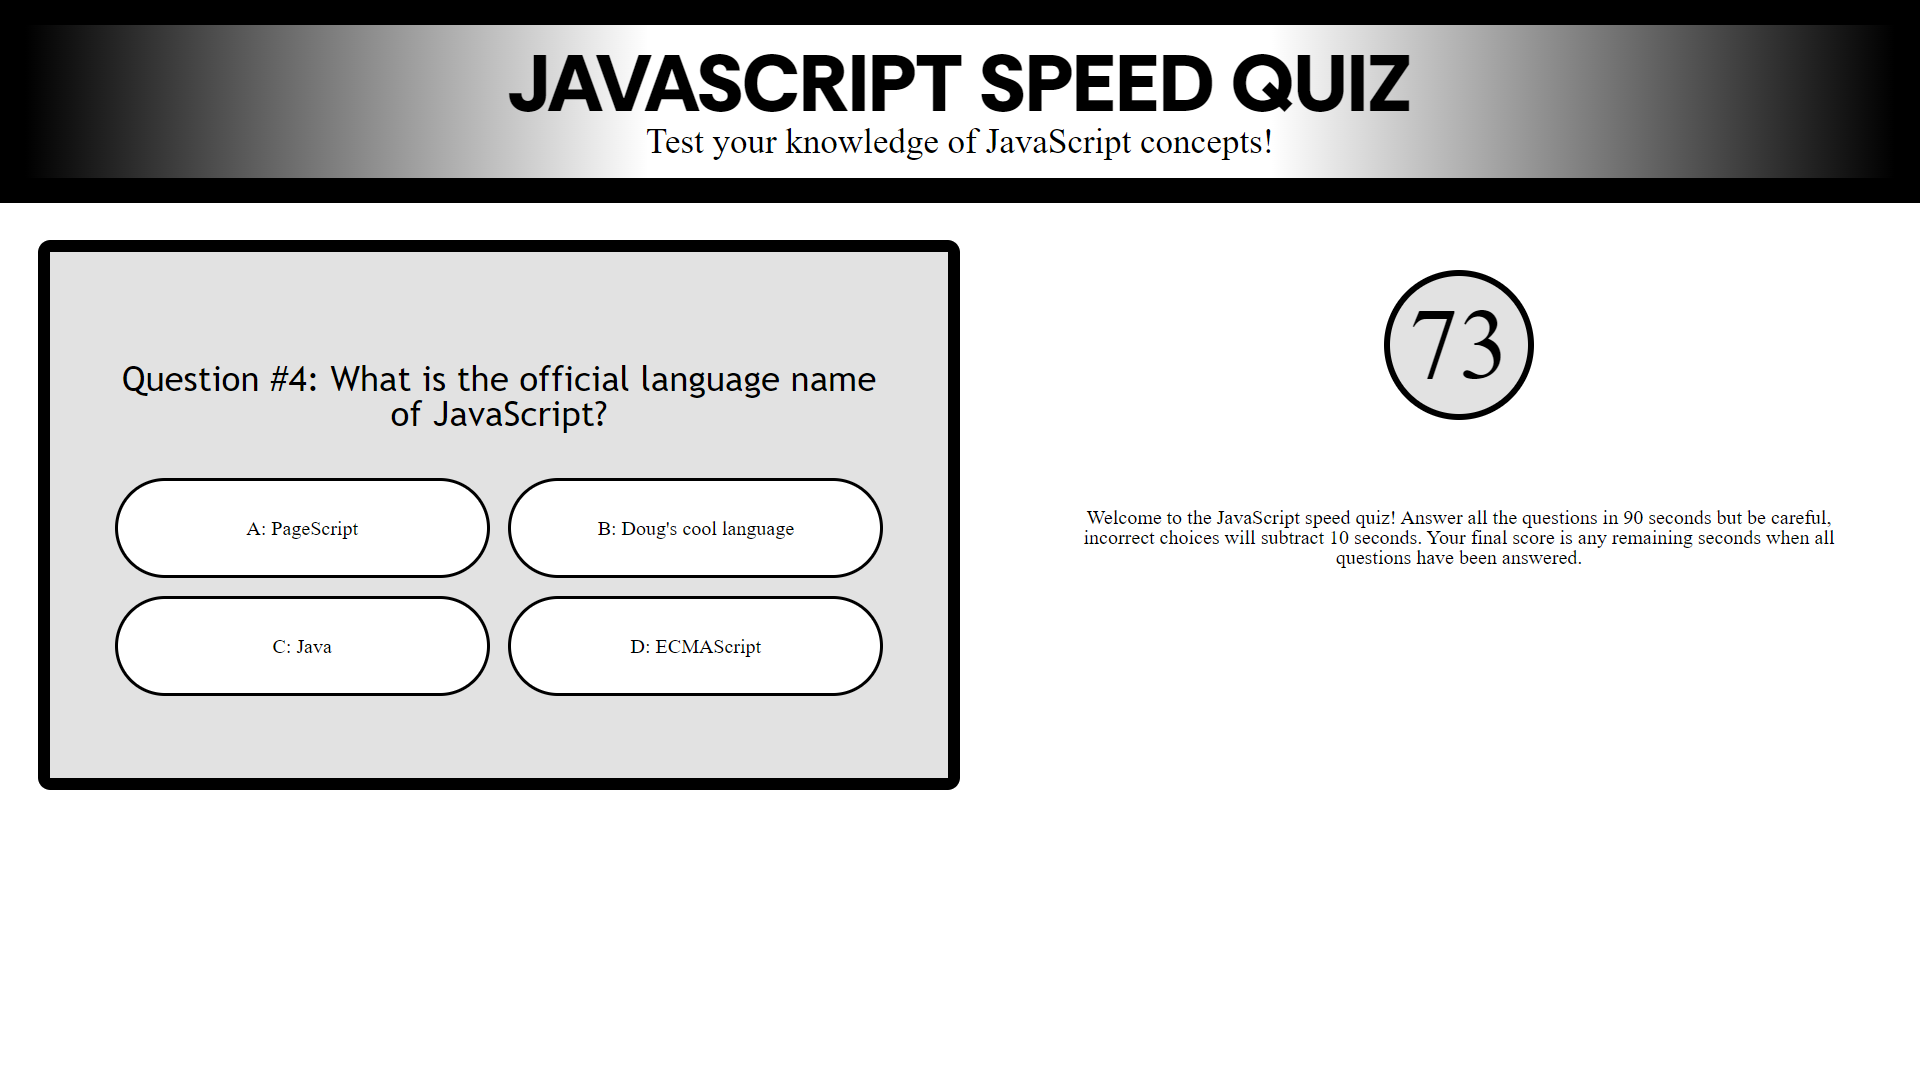 JAVASCRIPT SPEED QUIZ
Test your knowledge of JavaScript concepts!
Question #4: What is the official language name
of JavaScript?
A: PageScript
B: Doug's cool language
C: Java
D: ECMAScript
73
Welcome to the JavaScript speed quiz! Answer all the questions in 90 seconds but be careful,
incorrect choices will subtract 10 seconds. Your final score is any remaining seconds when all
questions have been answered.